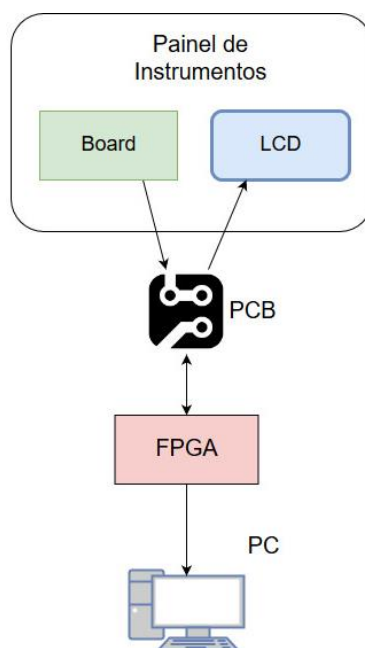 Painel de
Instrumentos
Board
LCD
PCB
FPGA
PC